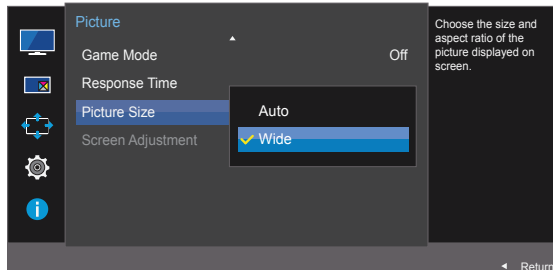 Picture
Game Mode Off
Response Time
Picture Size
Screen Adjustment
Auto
Wide
Choose the size and
aspect ratio of the
picture displayed on
screen.
Return